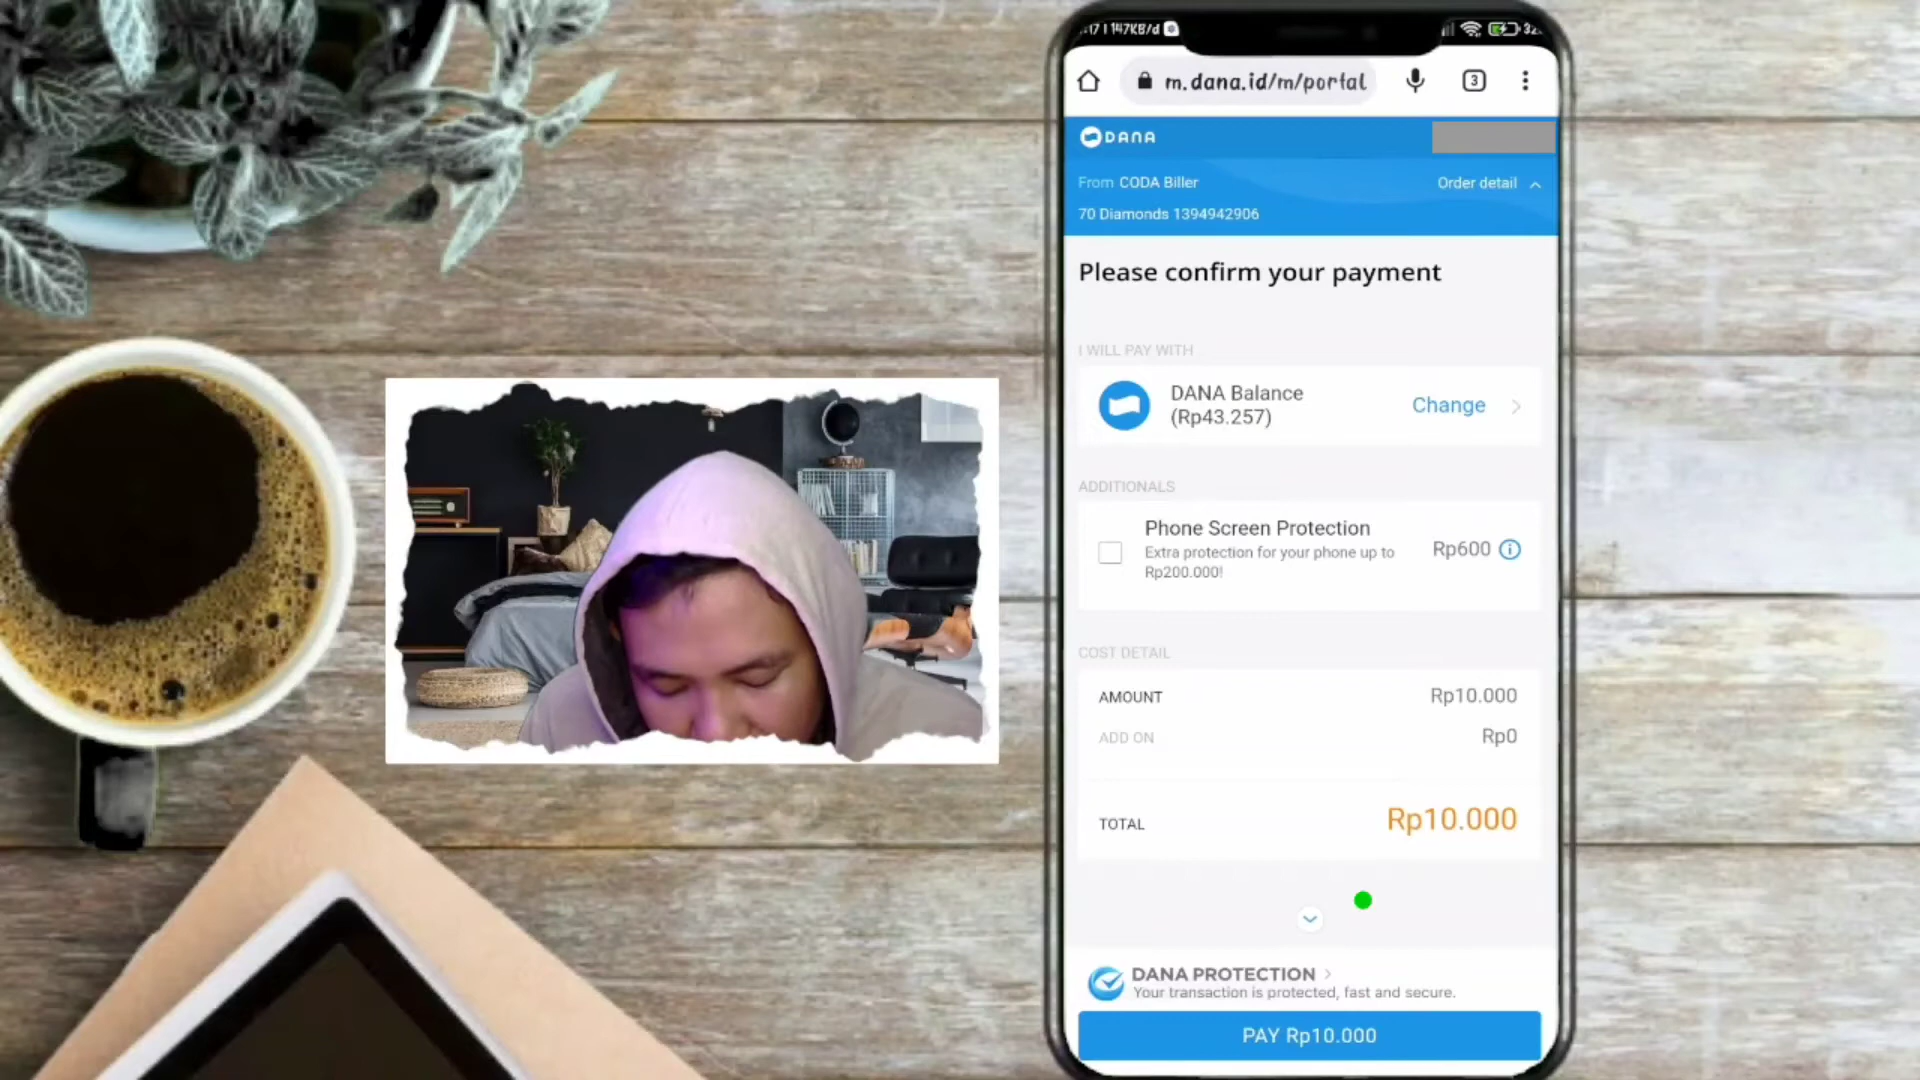 147KB/d
m.dana.id/m/portal
3
DANA
From CODA Biller
Order detail
70 Diamonds 1394942906
Please confirm your payment
I WILL PAY WITH
DANA Balance
(Rp43.257)
Change
ADDITIONALS
Phone Screen Protection
Extra protection for your phone up to
Rp200.000!
Rp600
COST DETAIL
AMOUNT
Rp10.000
ADD ON
Rp0
TOTAL
Rp10.000
DANA PROTECTION
Your transaction is protected, fast and secure.
PAY Rp10.000